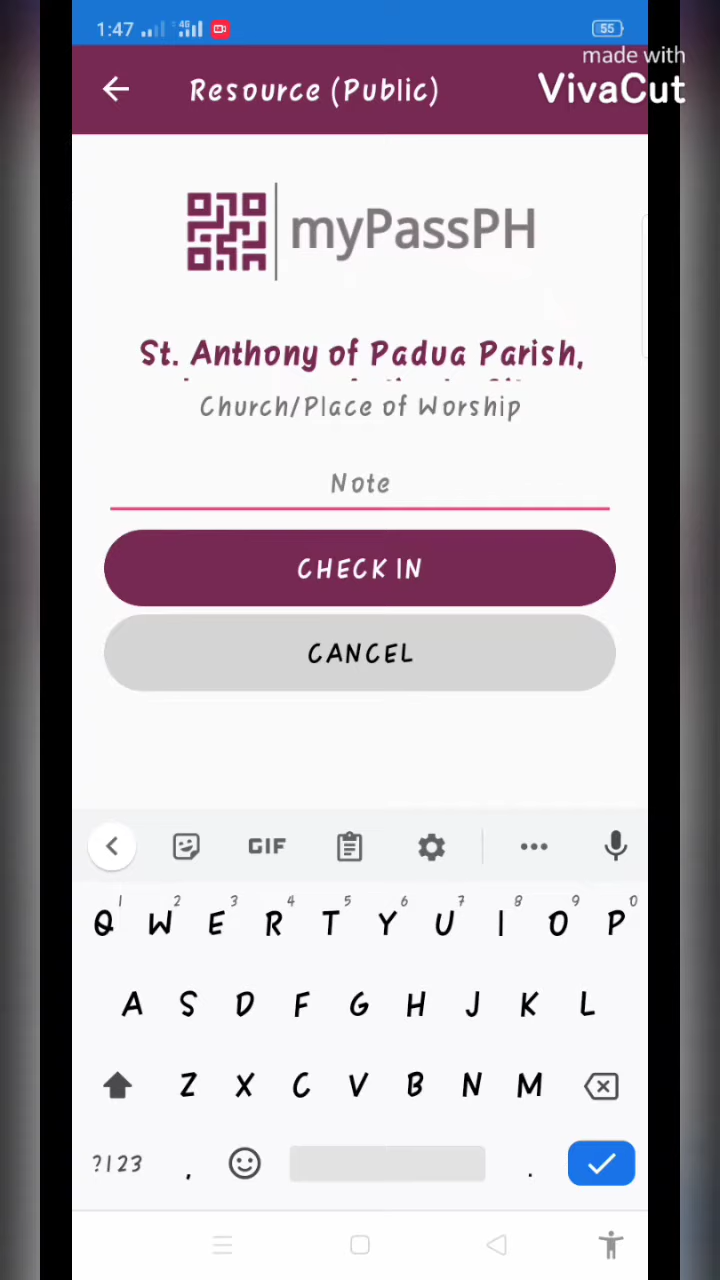 1:47 4G 55
made with
VivaCut
Resource (Public)
myPassPH
St. Anthony of Padua Parish,
Church/Place of Worship
Note
CHECK IN
CANCEL
GIF
1 2 3 4 5 6 7 8 9 0
Q W E R T Y U I O P
A S D F G H J K L
Z X C V B N M
?123 , .